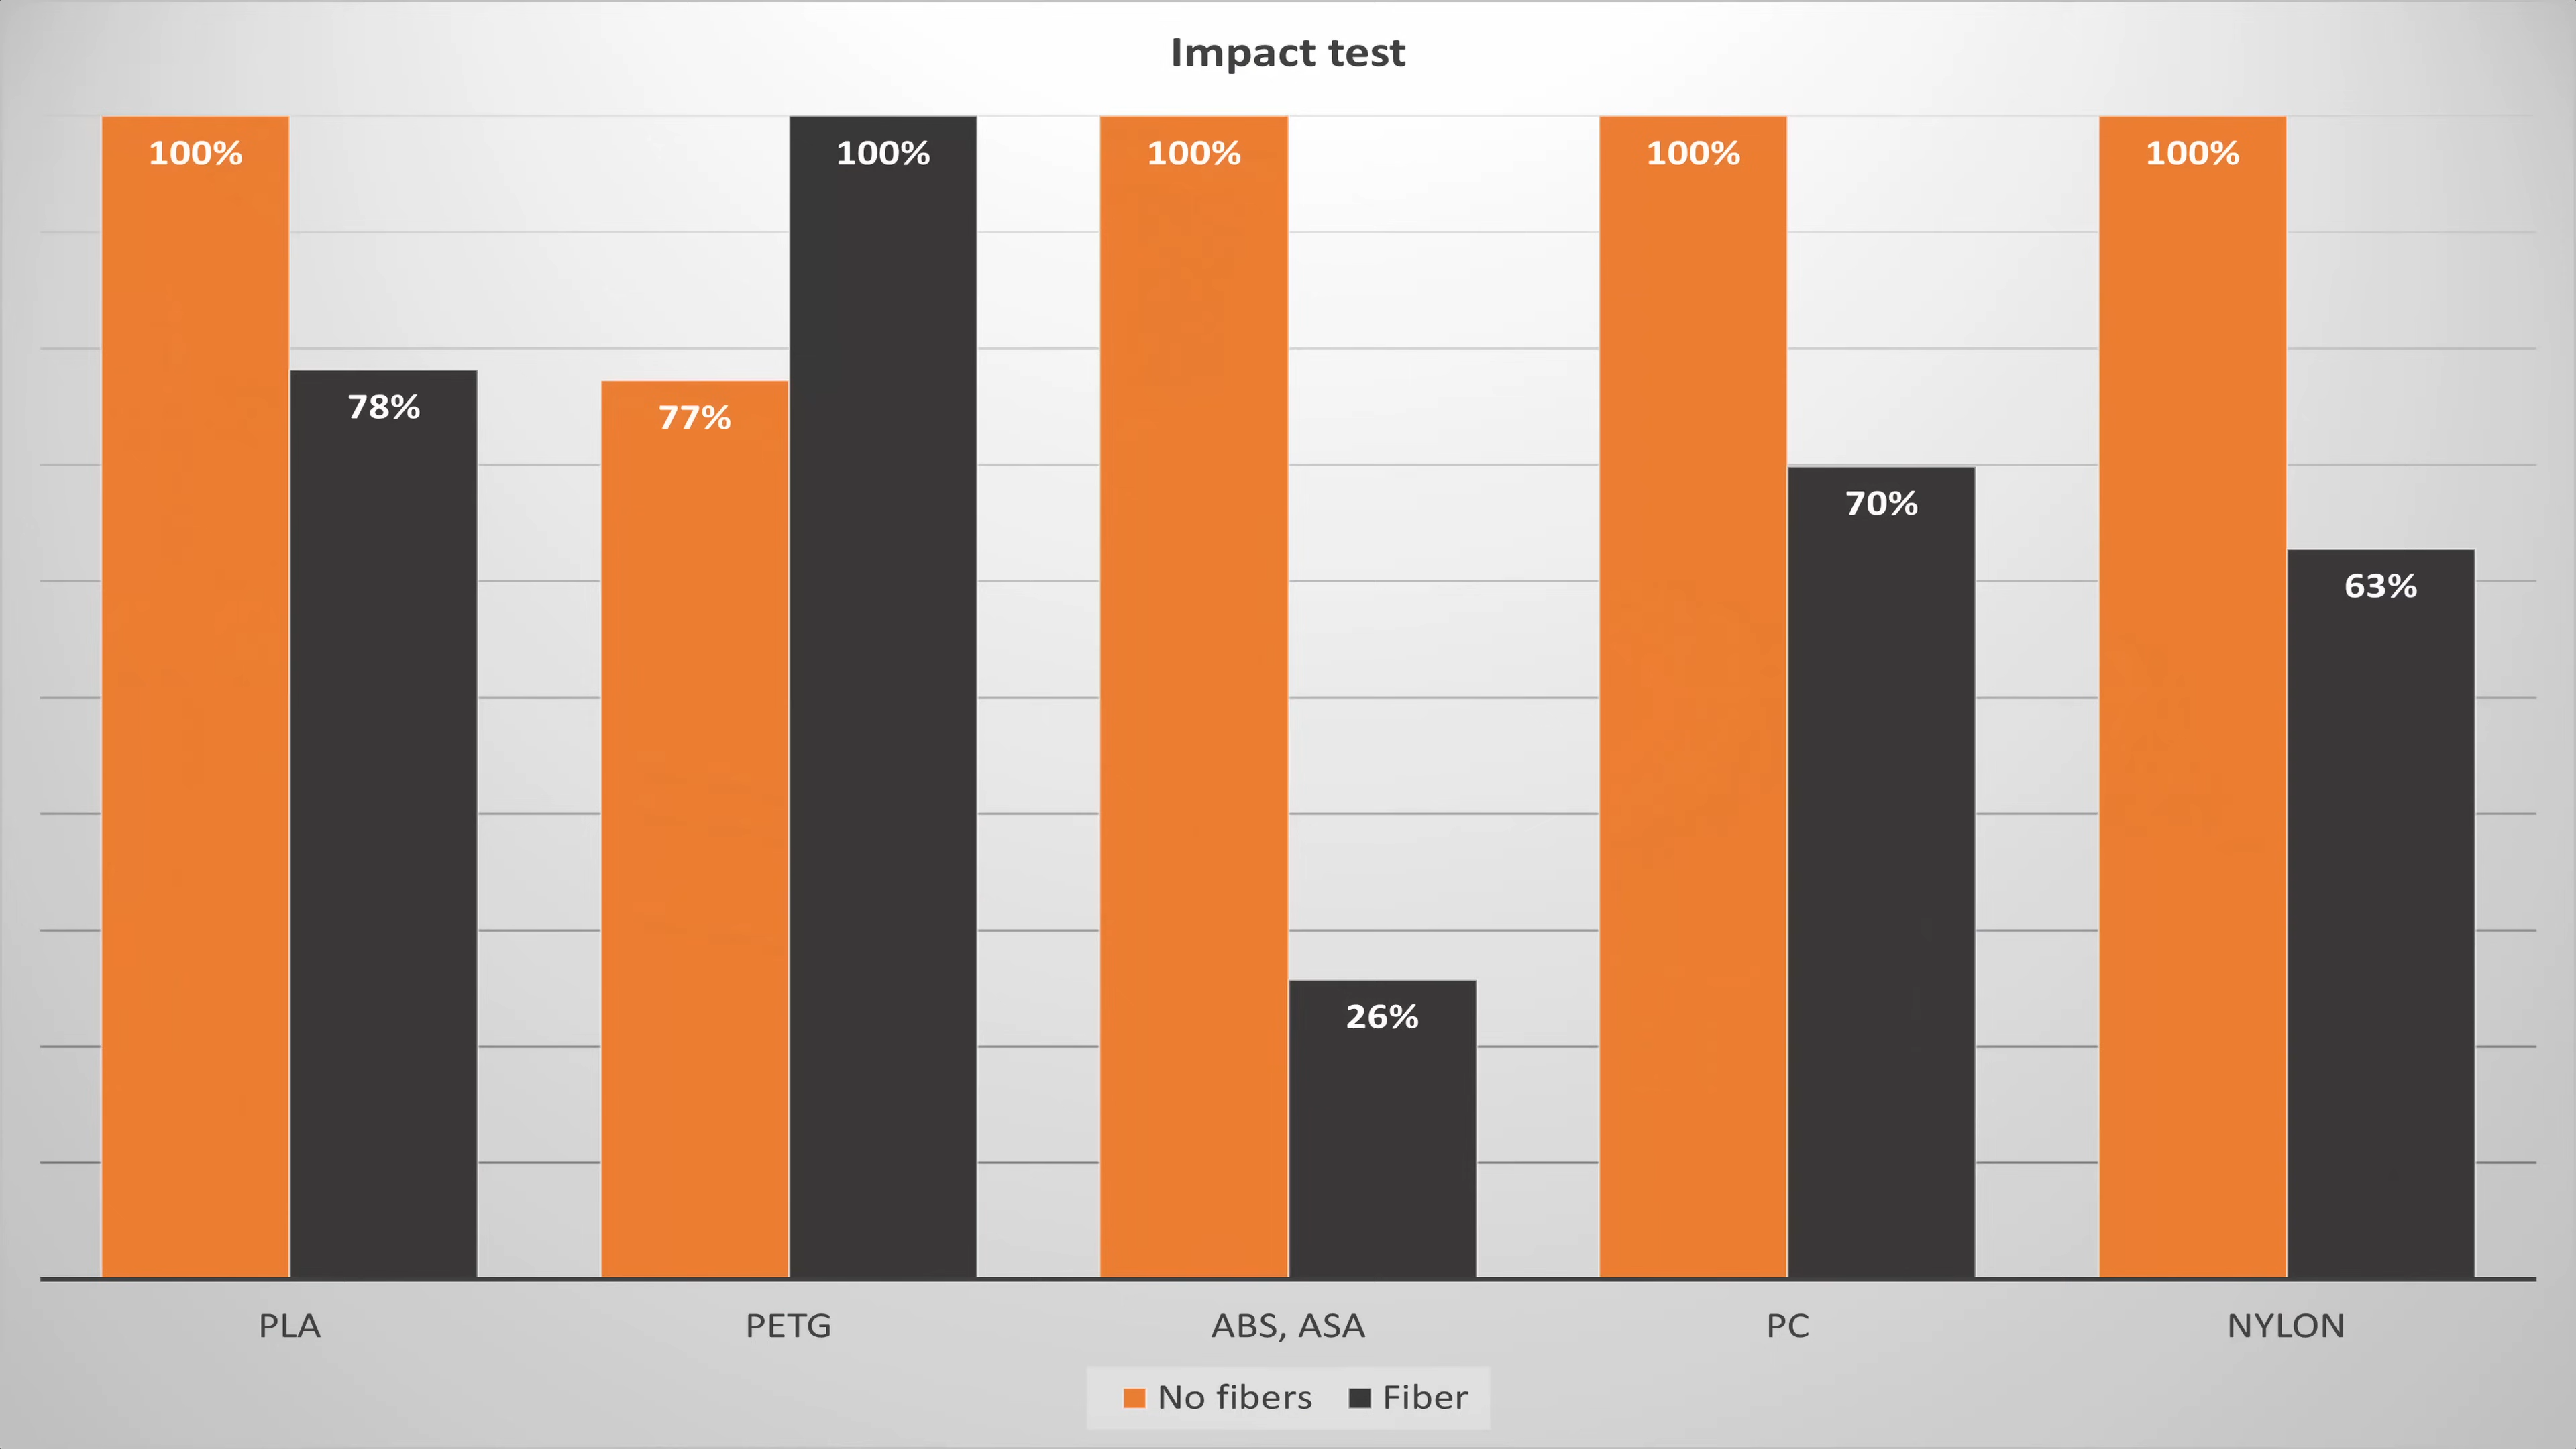 Impact test
100%
78%
77%
100%
100%
26%
100%
70%
100%
63%
PLA
PETG
ABS, ASA
PC
NYLON
No fibers
Fiber